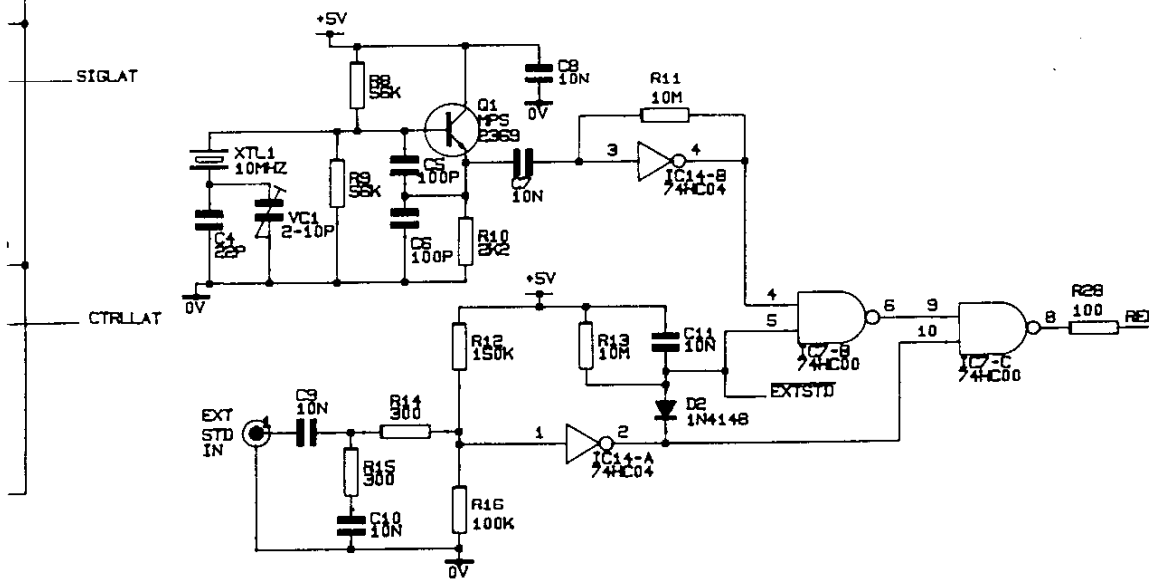 +5V
SIGLAT
R8
56K
C8
10N
0V
Q1
MPS
2369
R11
10M
XTL1
10MHZ
R9
56K
C5
100P
C7
10N
3
4
IC14-B
74HC04
C4
22P
VC1
2-10P
C6
100P
R10
2K2
0V
+5V
CTRLLAT
R12
150K
R13
10M
C11
10N
4
5
6
IC7-B
74HC00
9
10
8
IC7-C
74HC00
R28
100
EXTSTD
D2
1N4148
EXT
STD
IN
1
C9
10N
R14
300
R15
300
C10
10N
R16
100K
1
2
IC14-A
74HC04
0V